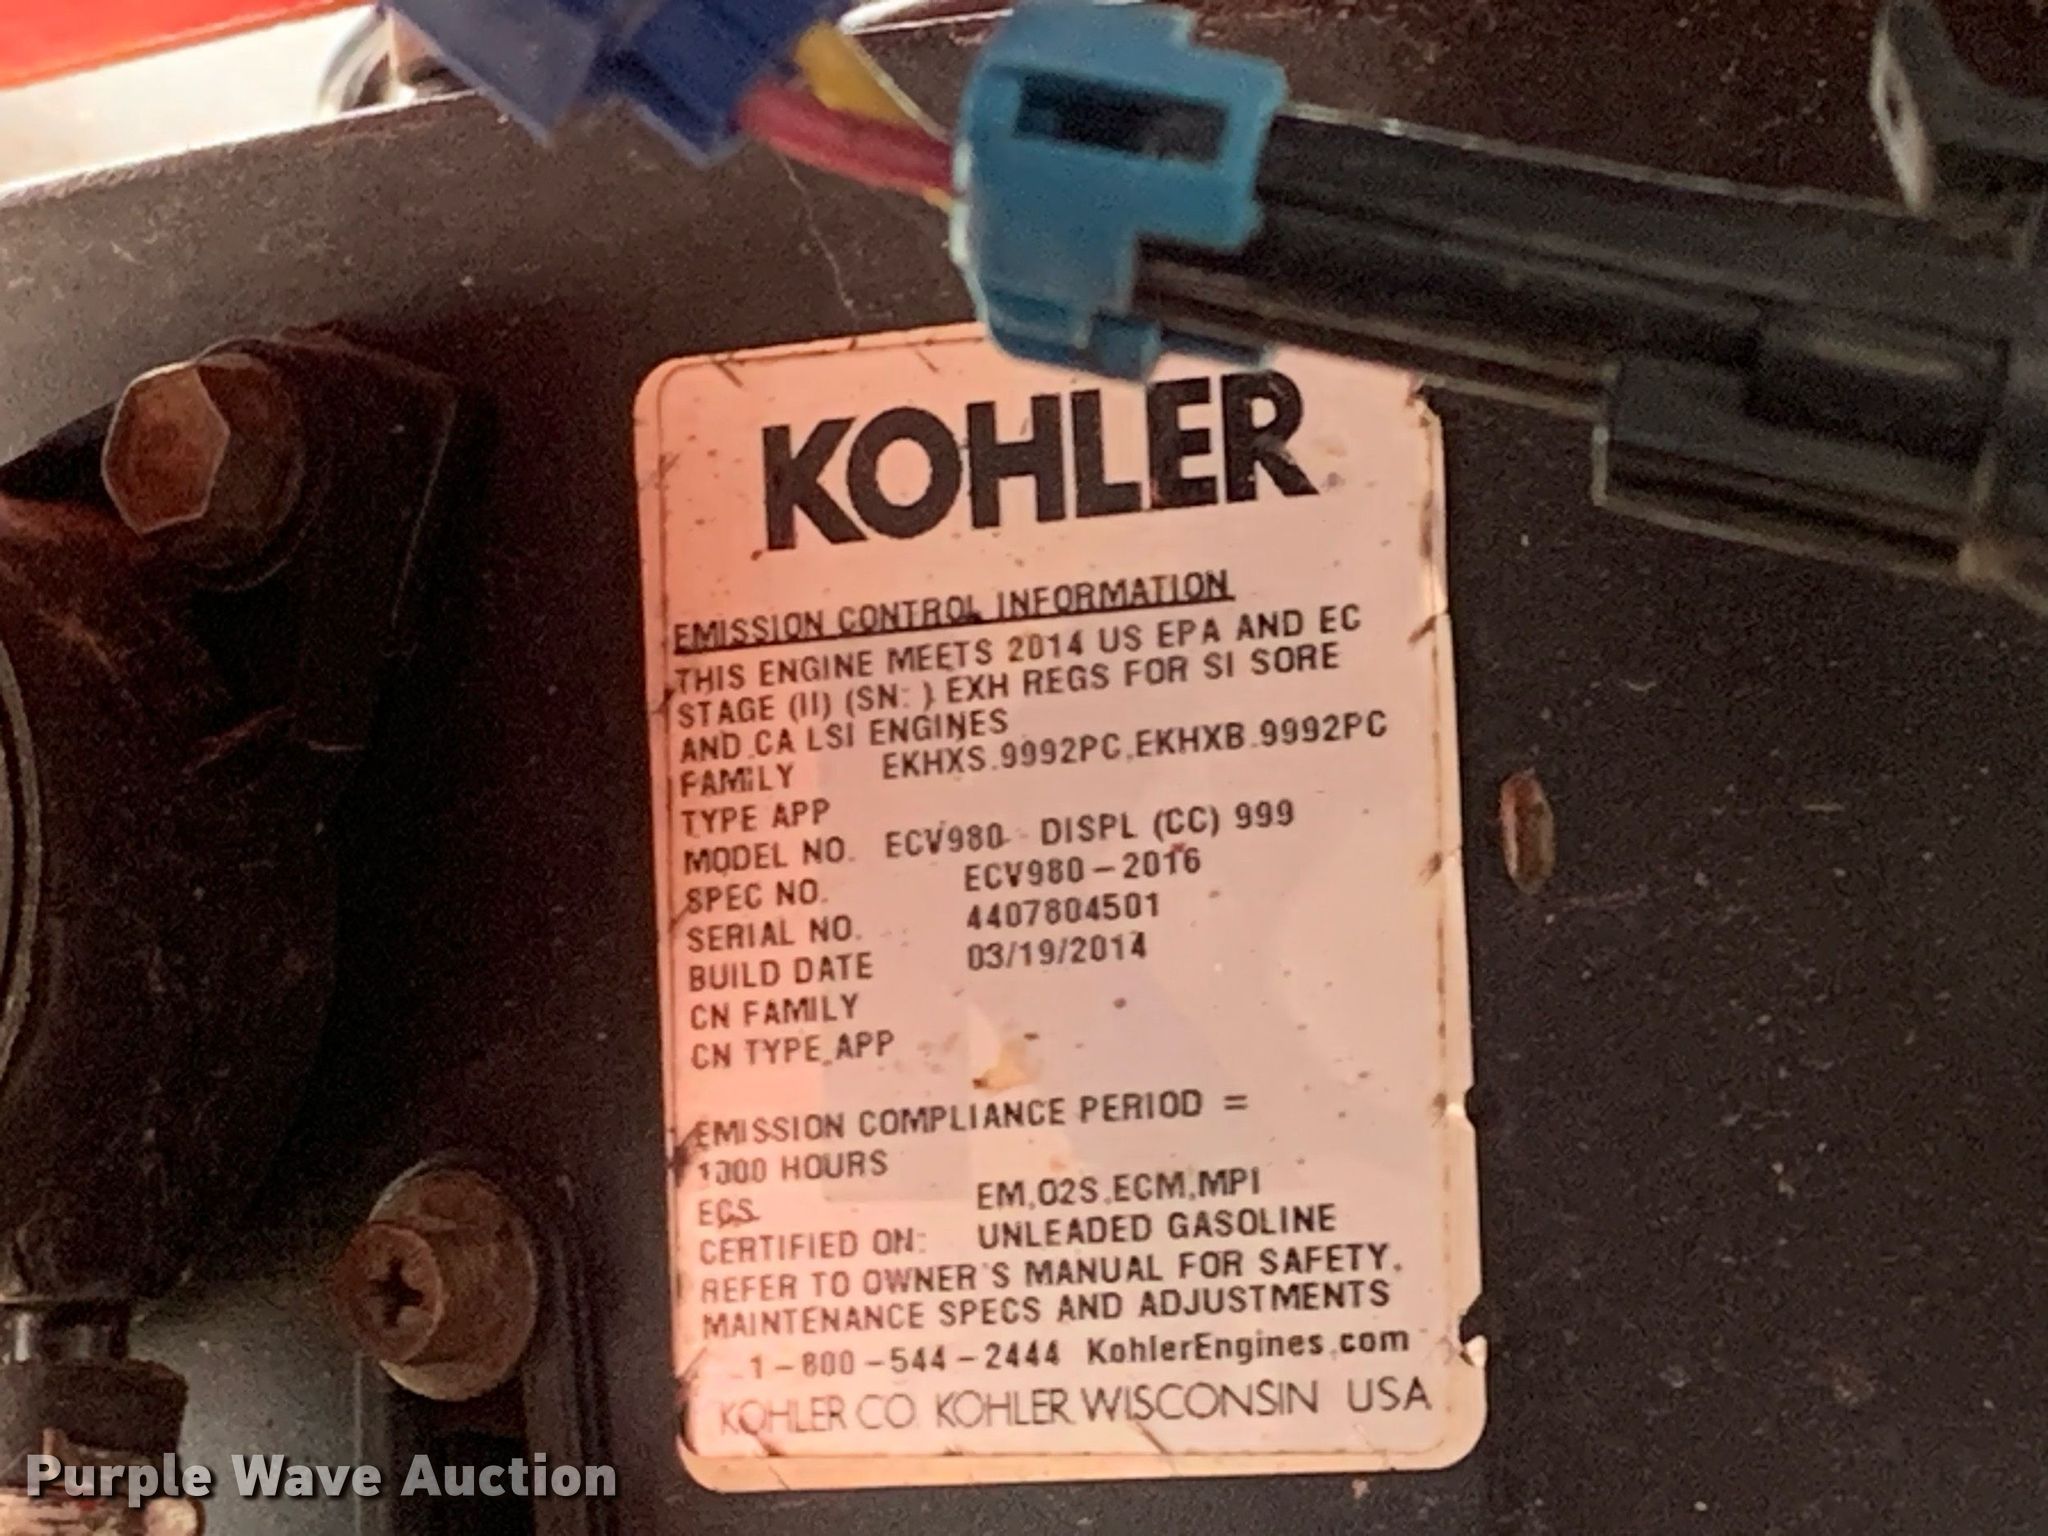 KOHLER
EMISSION CONTROL INFORMATION
THIS ENGINE MEETS 2014 US EPA AND EC
STAGE (II) (SN: ) EXH REGS FOR SI SORE
AND CA LSI ENGINES
FAMILY EKHXS.9992PC,EKHXB.9992PC
TYPE APP
MODEL NO. ECV980 DISPL (CC) 999
SPEC NO. ECV980-2016
SERIAL NO. 4407804501
BUILD DATE 03/19/2014
CN FAMILY
CN TYPE APP
EMISSION COMPLIANCE PERIOD =
1000 HOURS
ECS EM,O2S,ECM,MPI
CERTIFIED ON: UNLEADED GASOLINE
REFER TO OWNER'S MANUAL FOR SAFETY,
MAINTENANCE SPECS AND ADJUSTMENTS
1-800-544-2444 KohlerEngines.com
KOHLER CO. KOHLER WISCONSIN USA
Purple Wave Auction